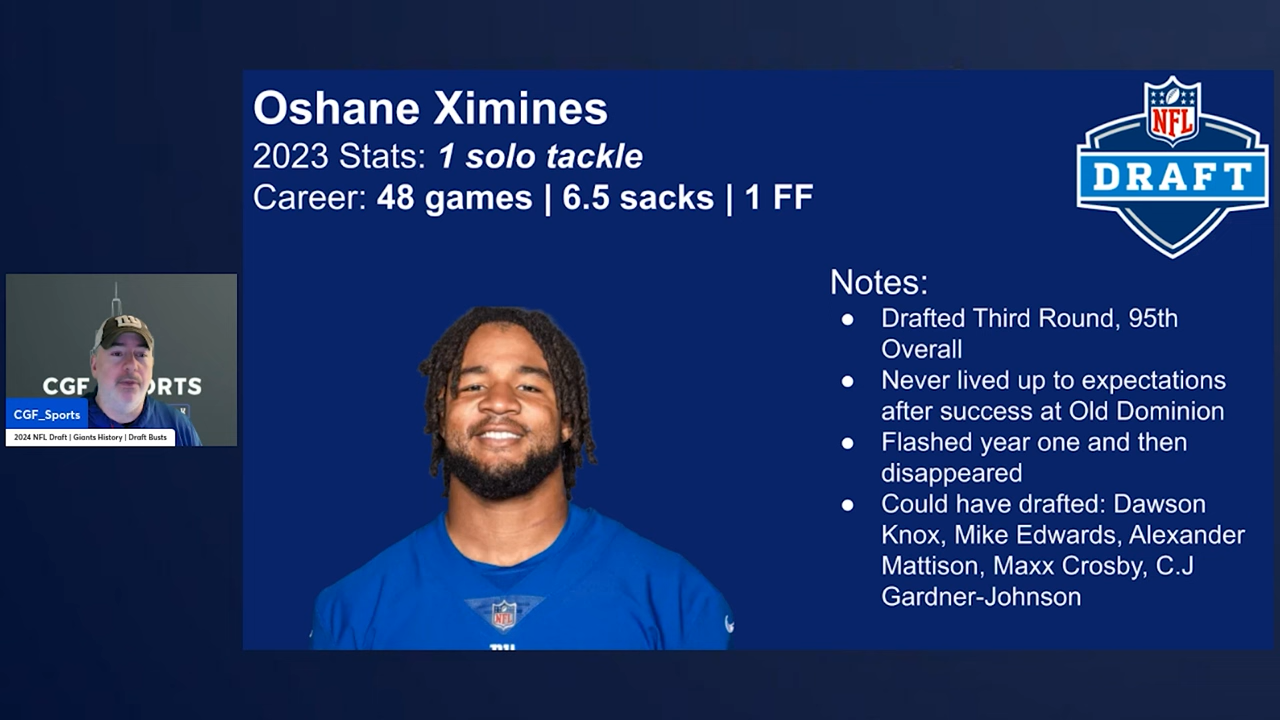 Oshane Ximines
2023 Stats: 1 solo tackle
Career: 48 games | 6.5 sacks | 1 FF
NFL
DRAFT
Notes:
● Drafted Third Round, 95th
Overall
● Never lived up to expectations
after success at Old Dominion
● Flashed year one and then
disappeared
● Could have drafted: Dawson
Knox, Mike Edwards, Alexander
Mattison, Maxx Crosby, C.J
Gardner-Johnson
CGF
ORTS
CGF_Sports
2024 NFL Draft | Giants History | Draft Busts
NFL